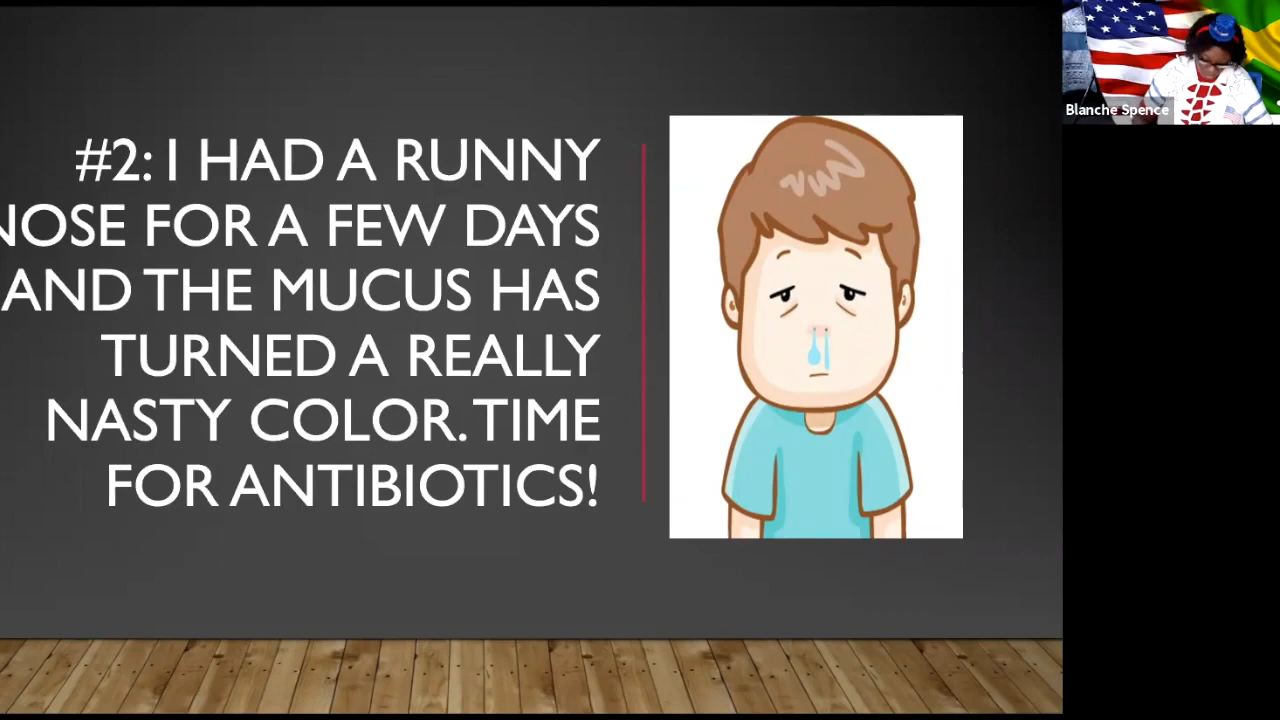 #2: I HAD A RUNNY
NOSE FOR A FEW DAYS
AND THE MUCUS HAS
TURNED A REALLY
NASTY COLOR. TIME
FOR ANTIBIOTICS!
Blanche Spence